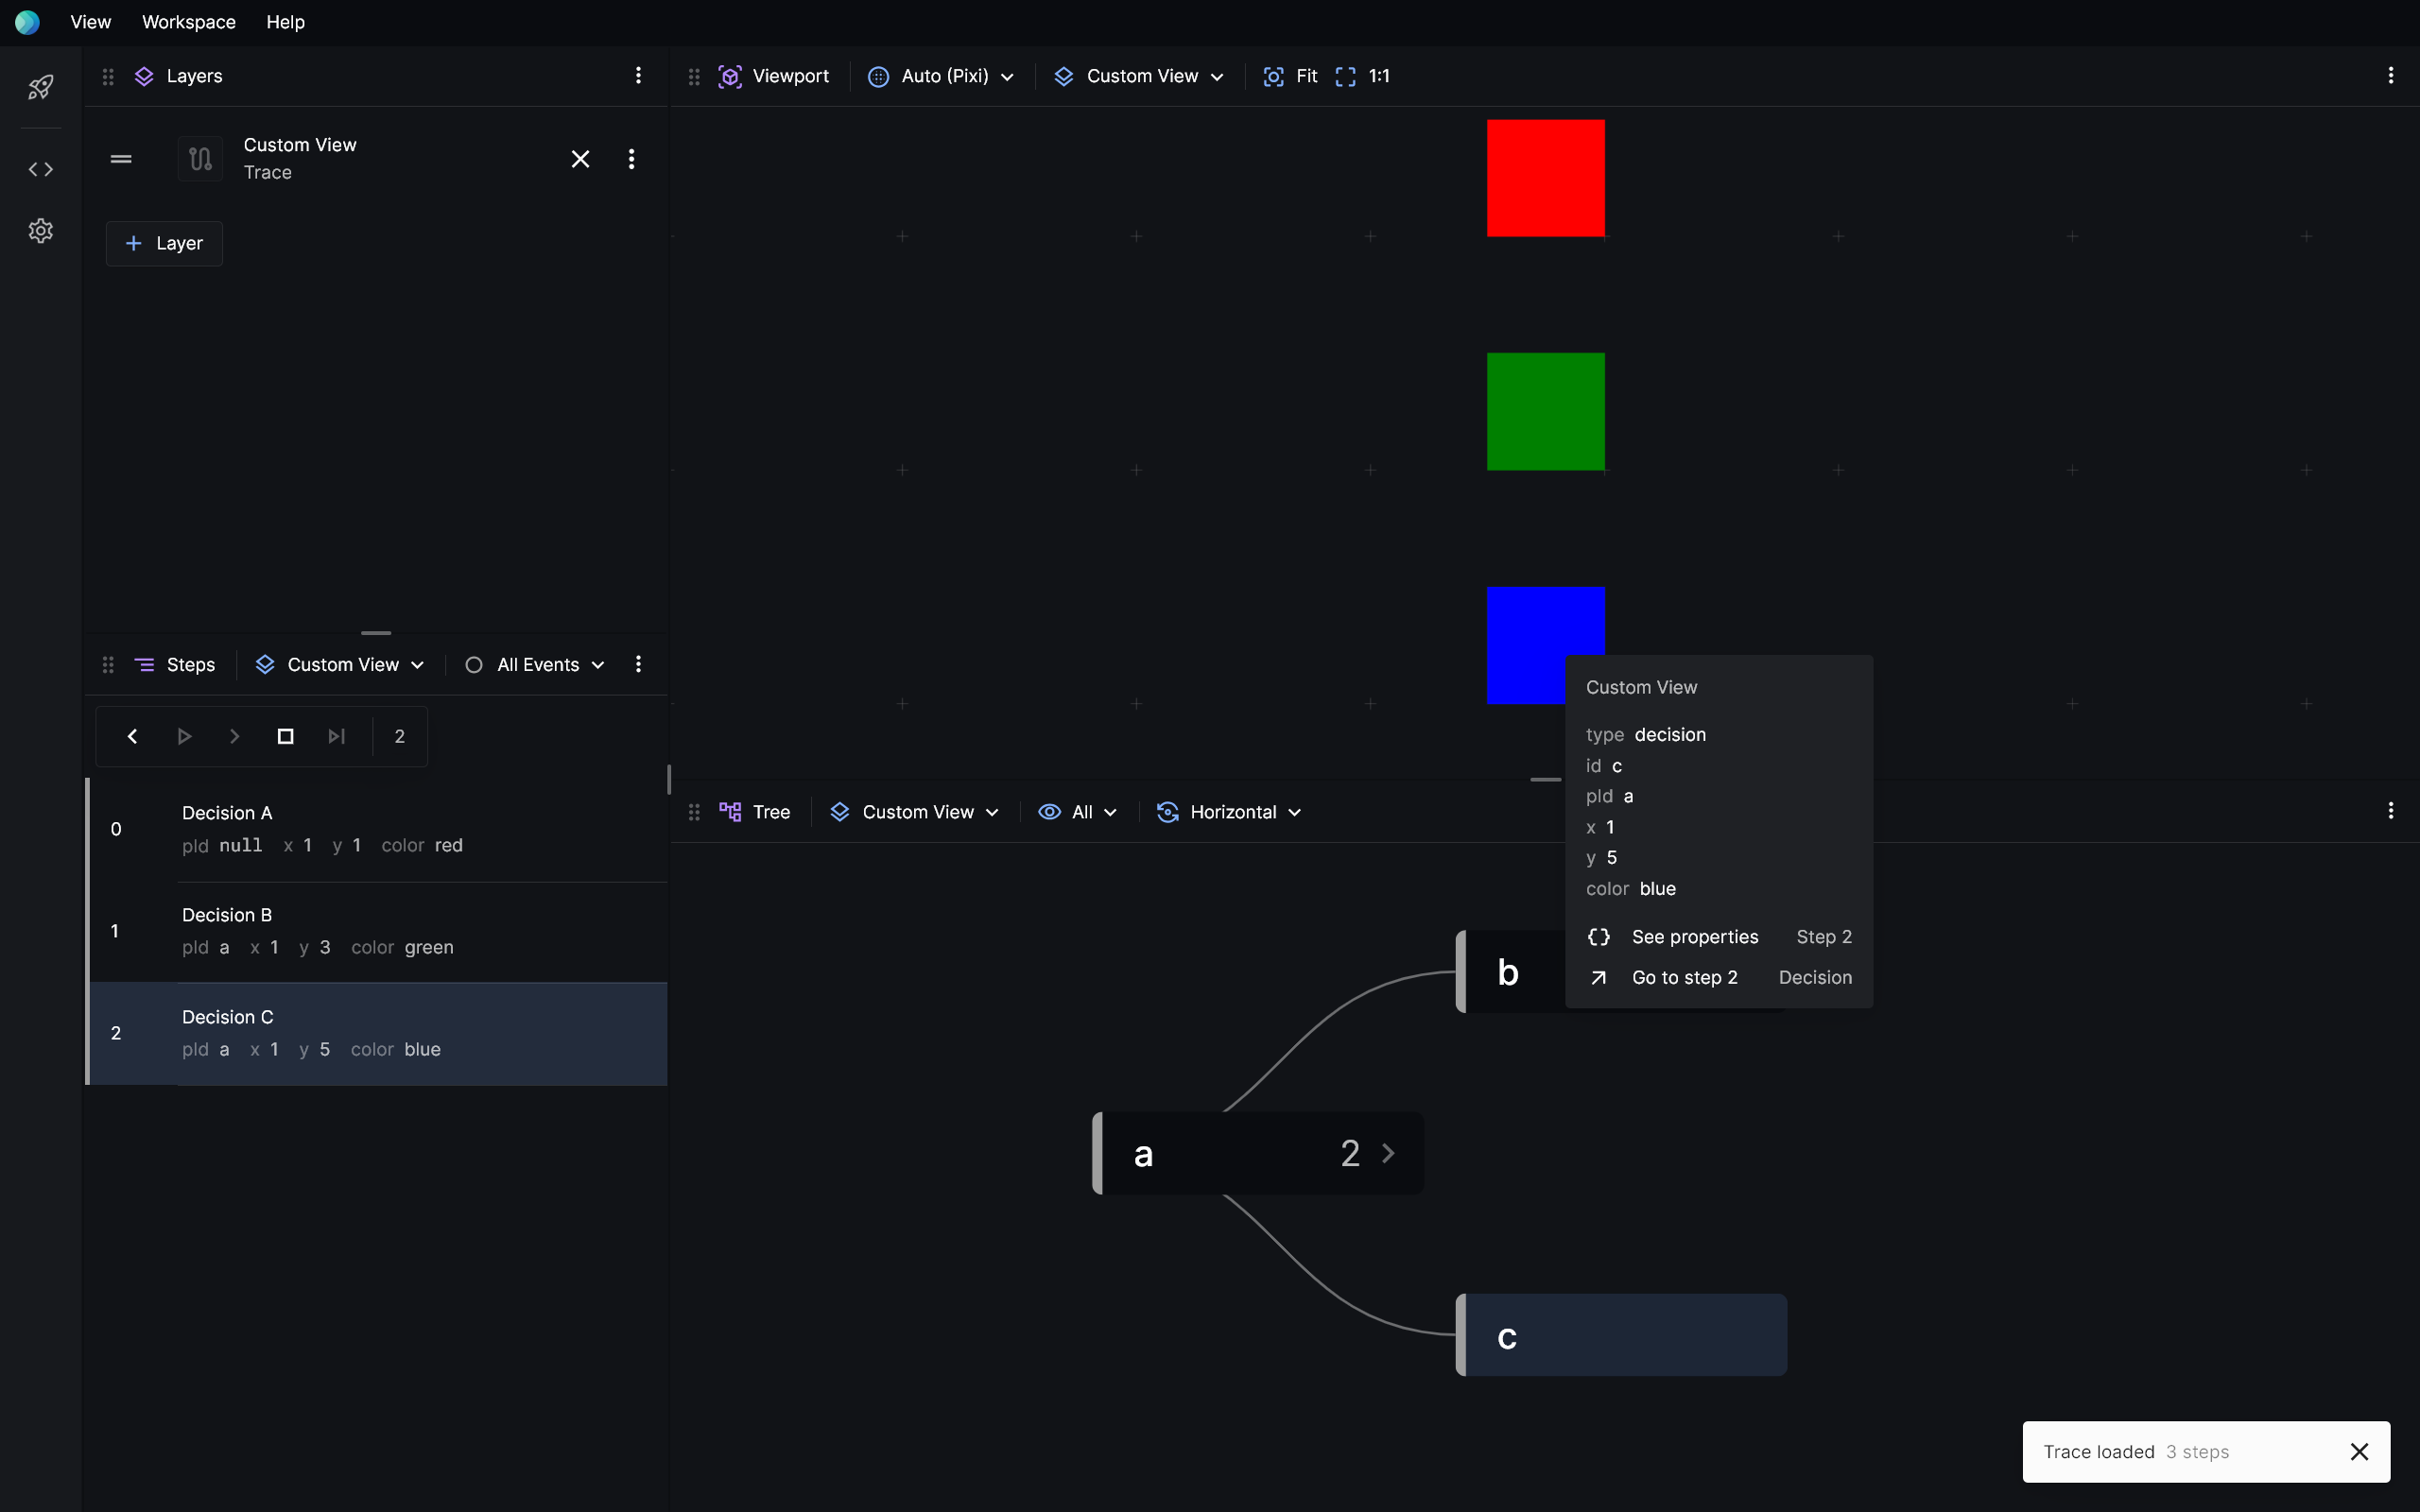 View Workspace Help
Layers
Custom View
Trace
Layer
Steps Custom View All Events
2
0 Decision A
pId null x 1 y 1 color red
1 Decision B
pId a x 1 y 3 color green
2 Decision C
pId a x 1 y 5 color blue
Viewport Auto (Pixi) Custom View Fit 1:1
Custom View
type decision
id c
pId a
x 1
y 5
color blue
See properties Step 2
Go to step 2 Decision
Tree Custom View All Horizontal
b
a 2
c
Trace loaded 3 steps